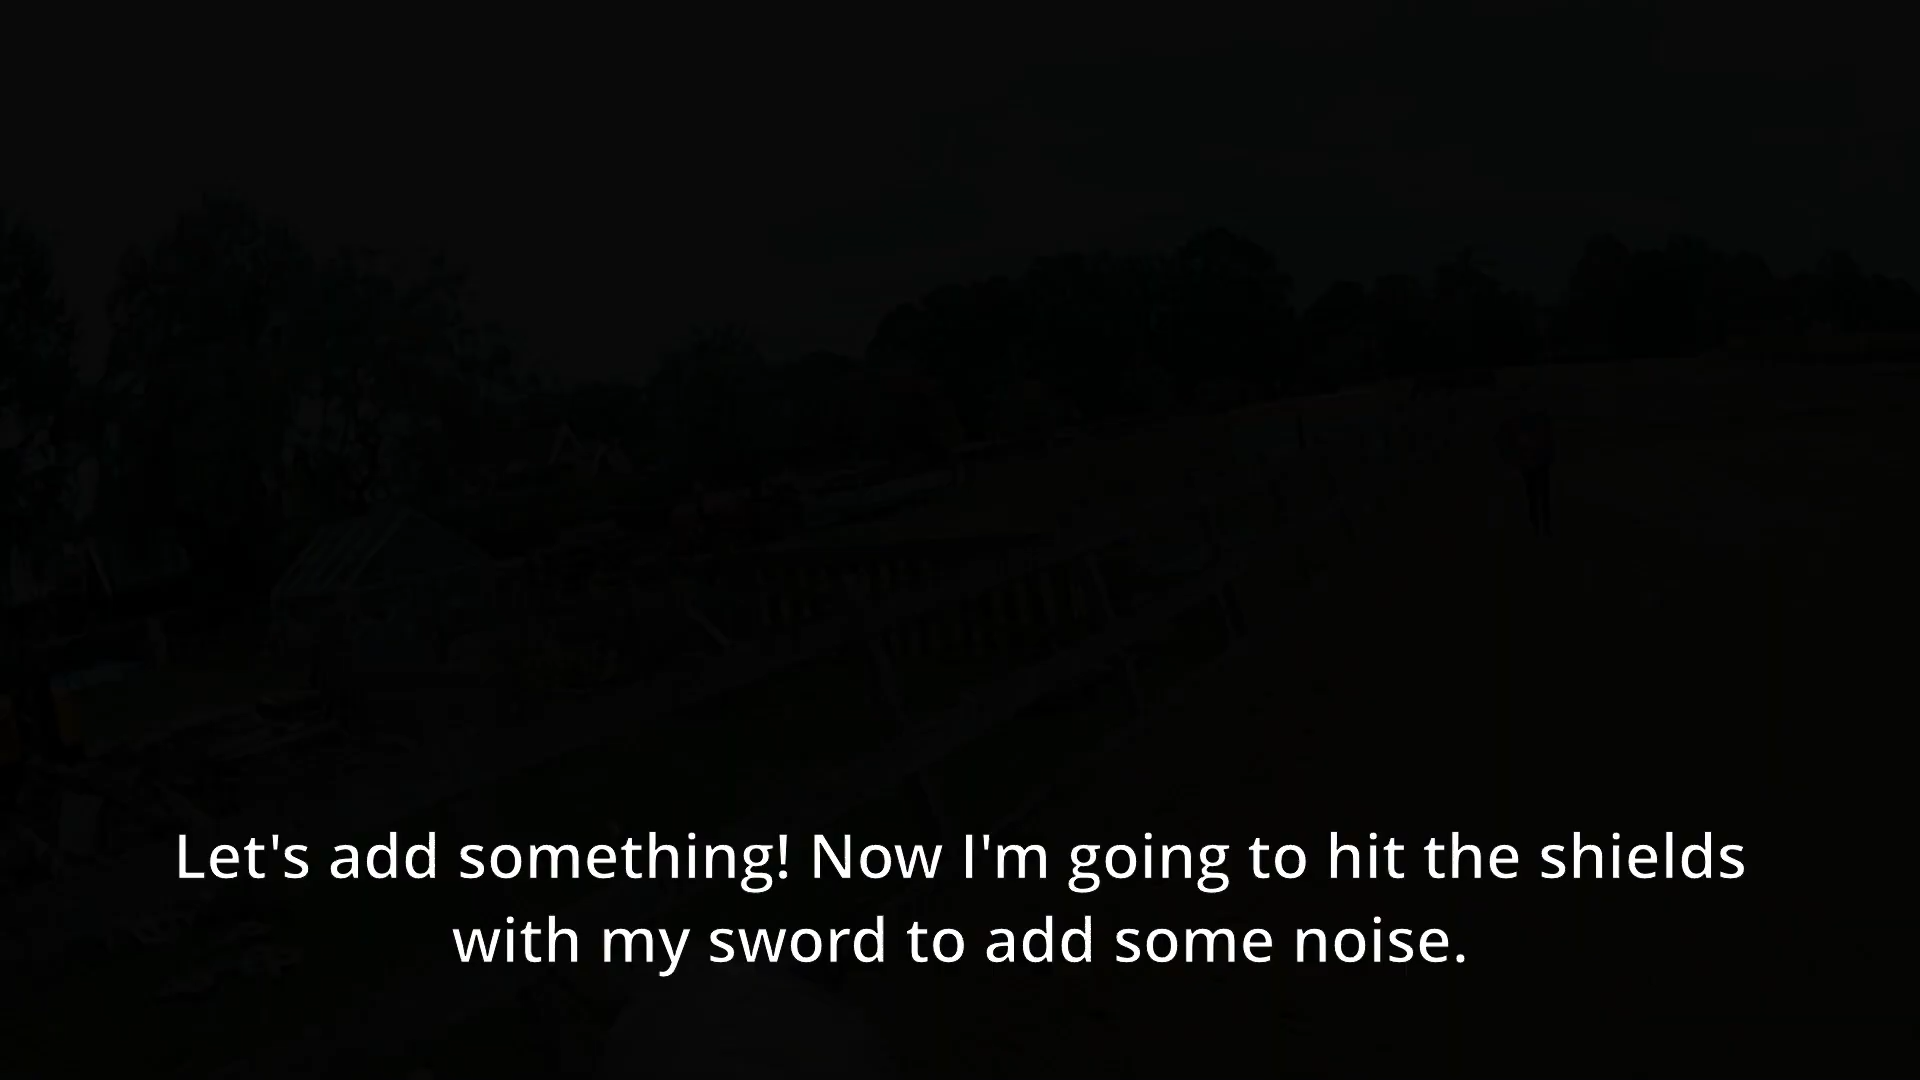 Let's add something! Now I'm going to hit the shields
with my sword to add some noise.